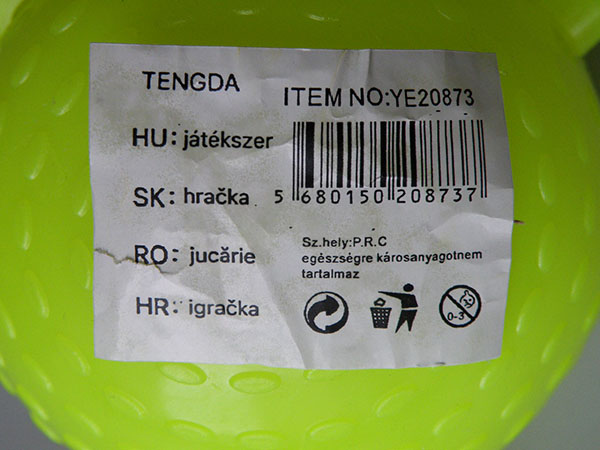 TENGDA
ITEM NO:YE20873
HU: játékszer
5 680150 208737
SK: hračka
RO: jucărie
Sz.hely:P.R.C
egészségre károsanyagotnem
tartalmaz
HR: igračka
0-3